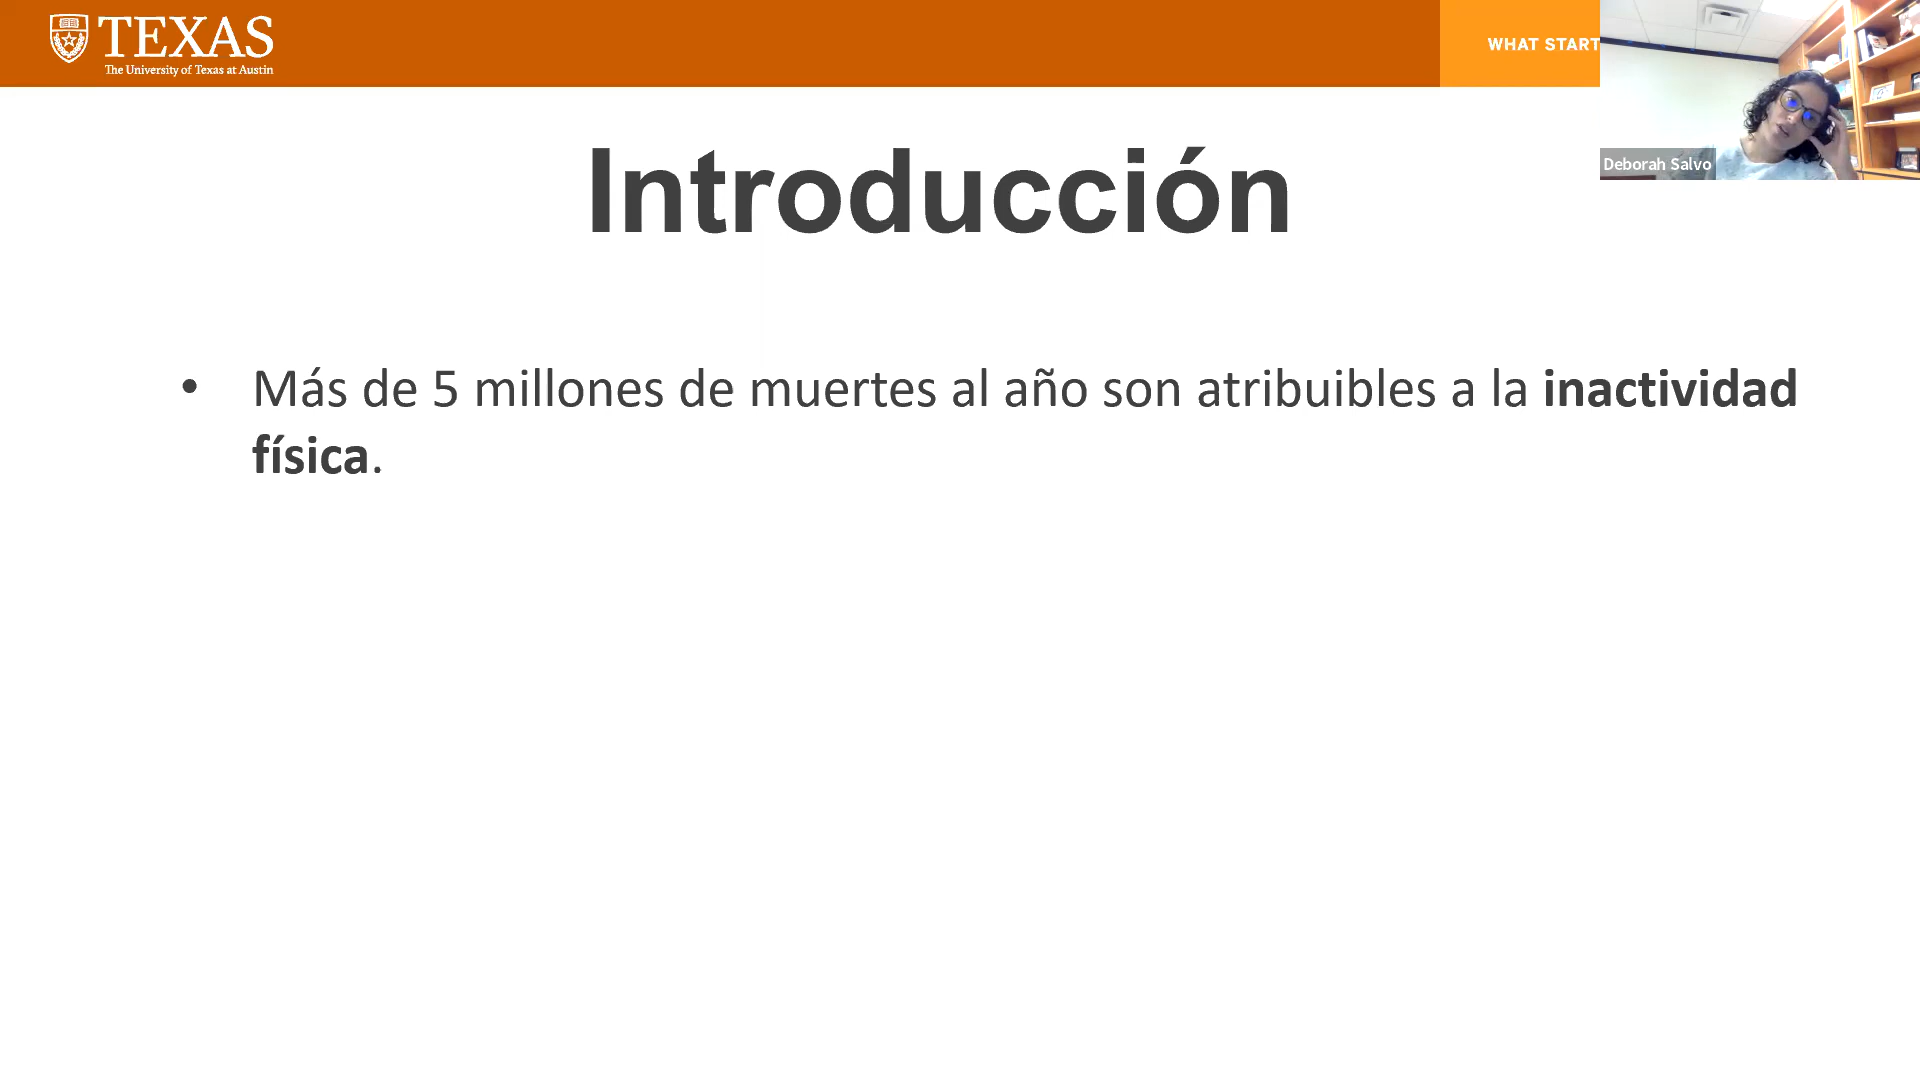 TEXAS
The University of Texas at Austin
WHAT START
Deborah Salvo
Introducción
• Más de 5 millones de muertes al año son atribuibles a la inactividad
física.